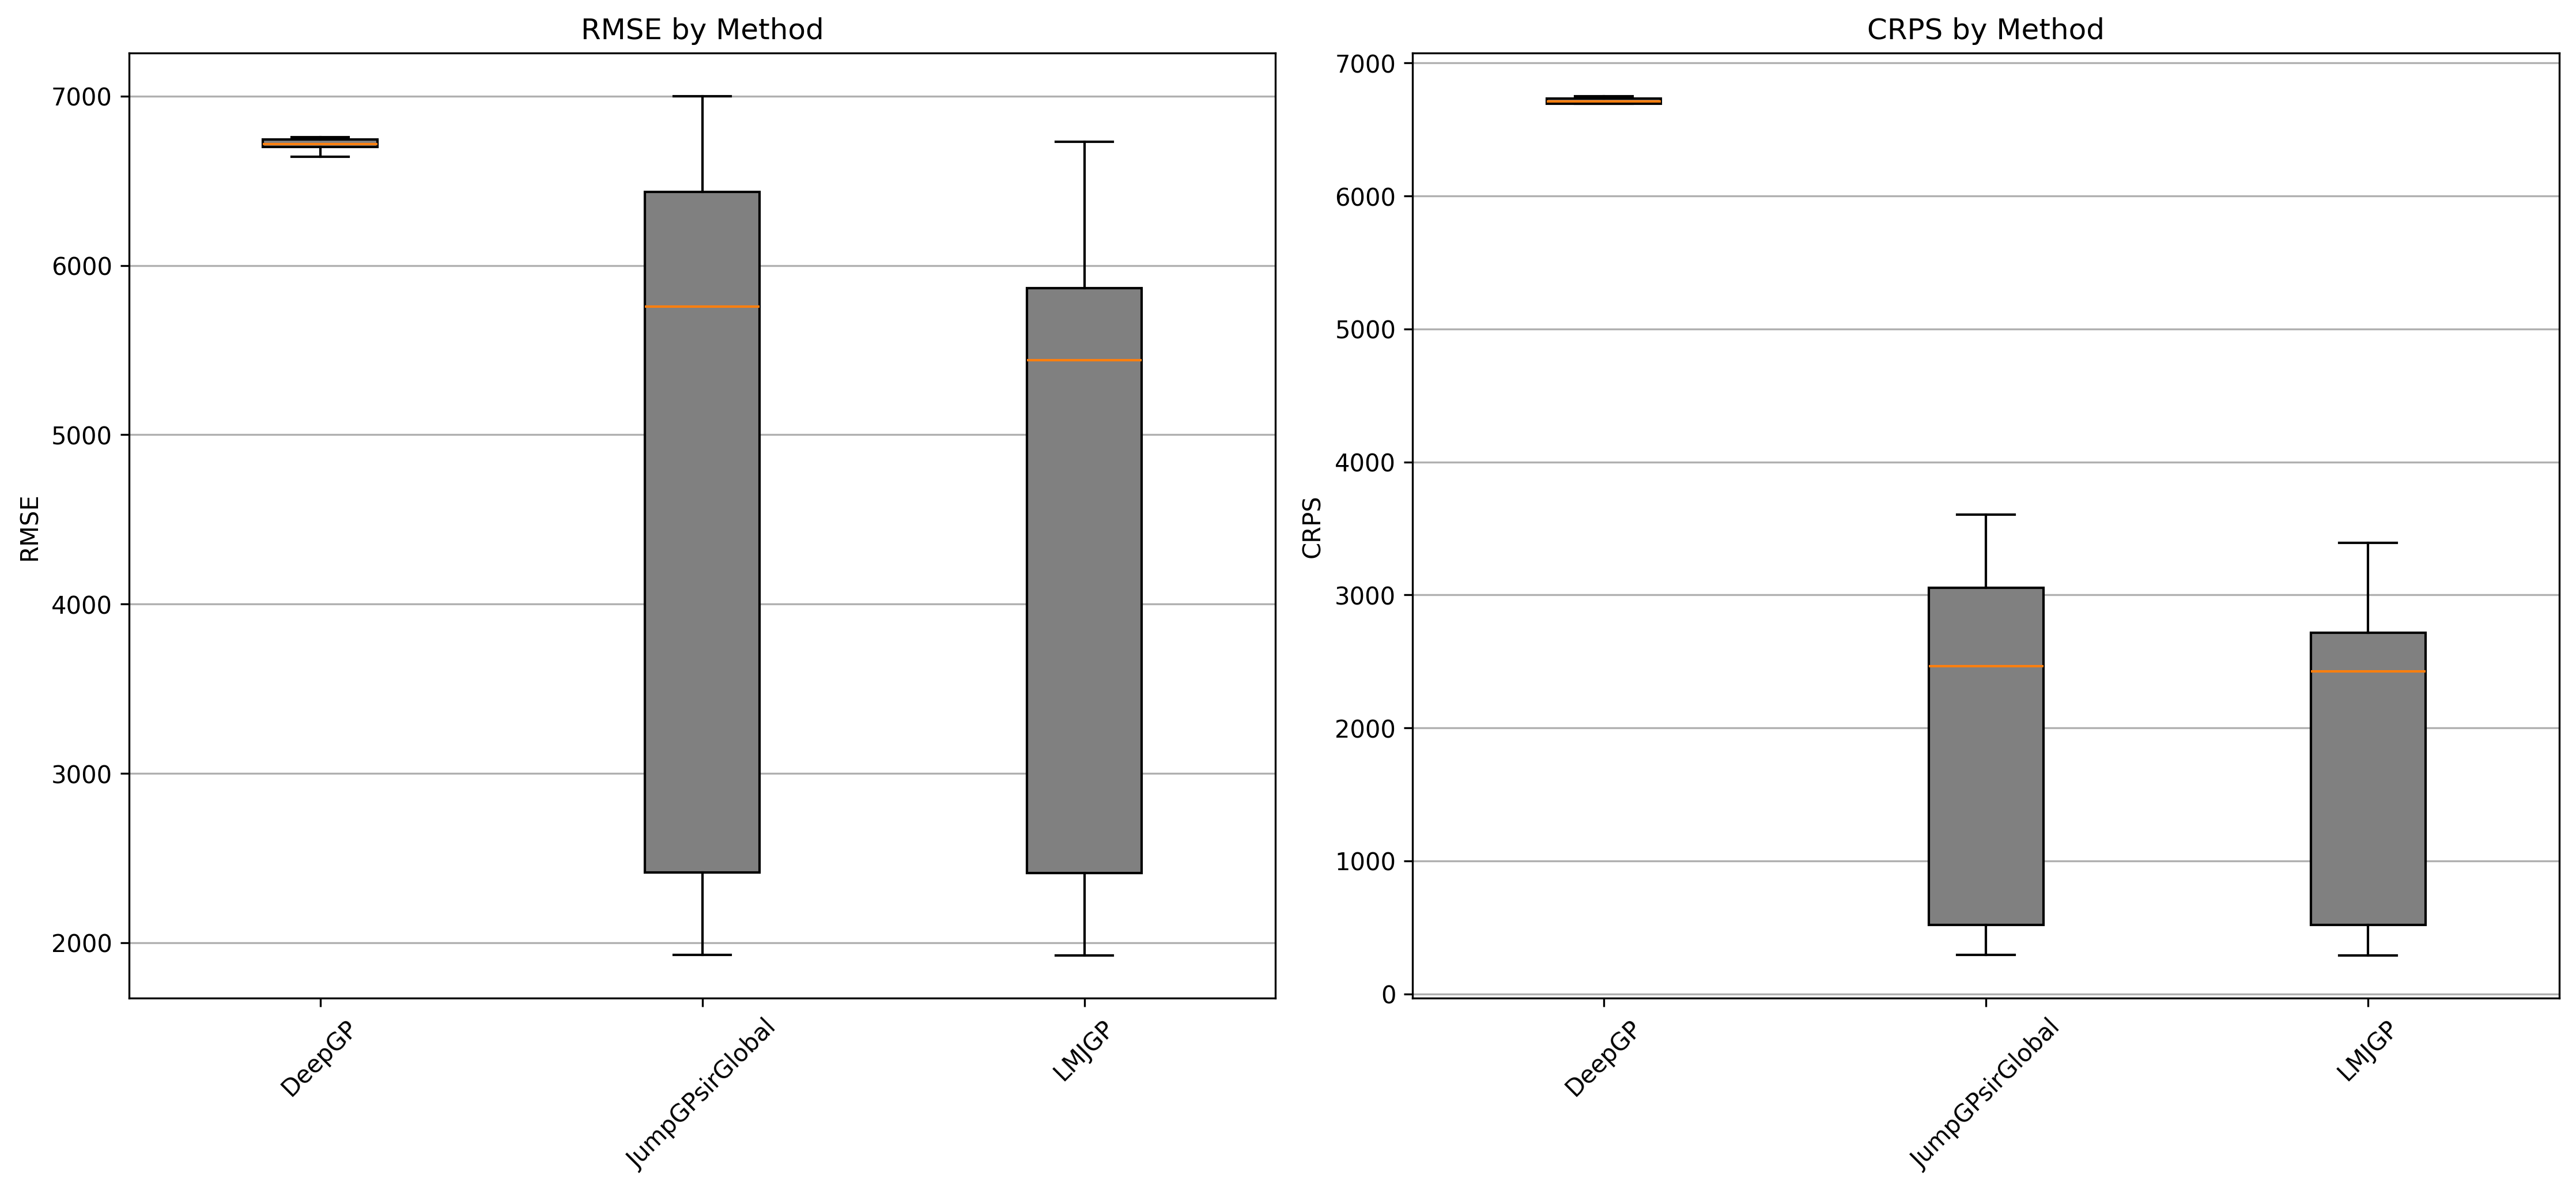 RMSE by Method
RMSE
7000
6000
5000
4000
3000
2000
DeepGP
JumpGPsirGlobal
LMJGP
CRPS by Method
CRPS
7000
6000
5000
4000
3000
2000
1000
0
DeepGP
JumpGPsirGlobal
LMJGP